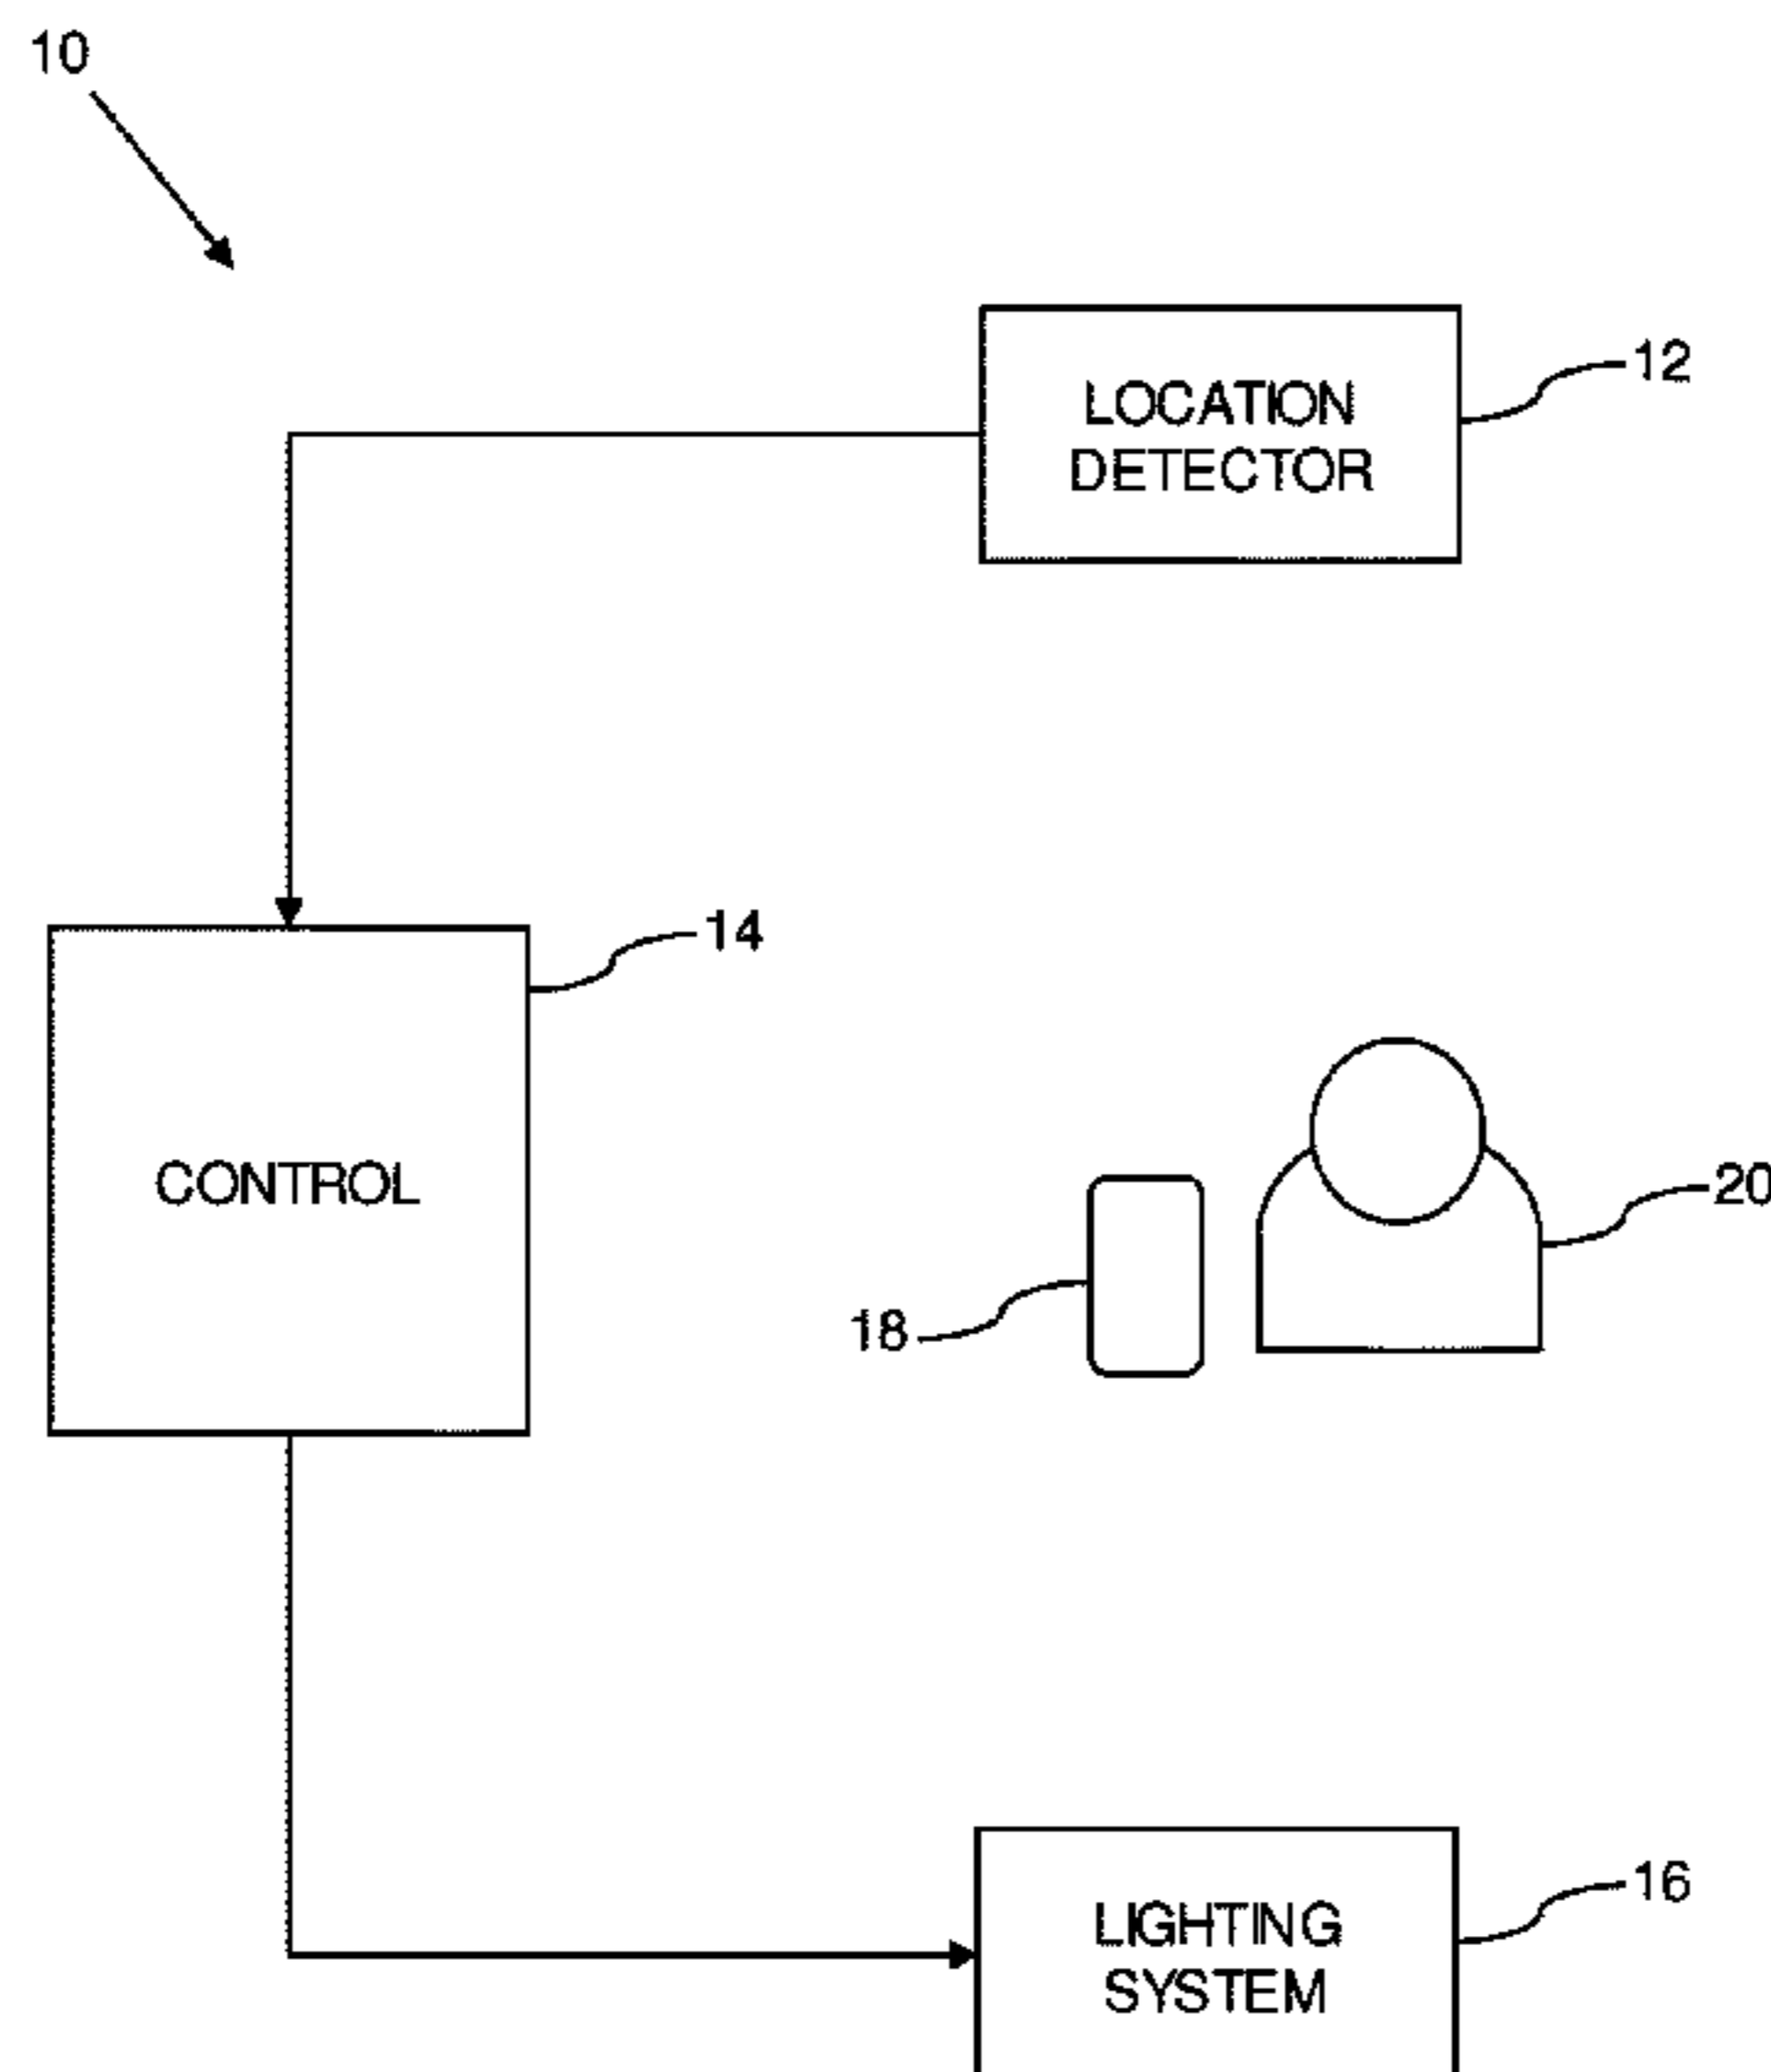 10
LOCATION
DETECTOR
12
14
CONTROL
20
18
LIGHTING
SYSTEM
16